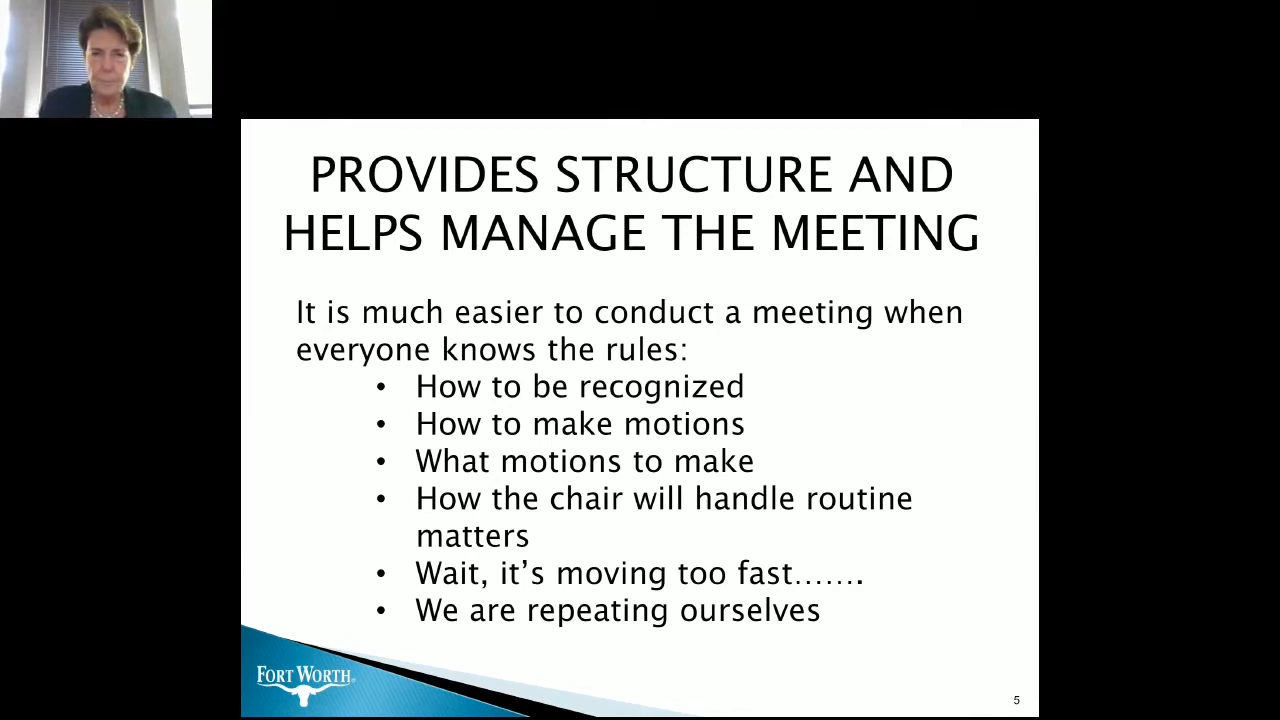 PROVIDES STRUCTURE AND
HELPS MANAGE THE MEETING
It is much easier to conduct a meeting when
everyone knows the rules:
• How to be recognized
• How to make motions
• What motions to make
• How the chair will handle routine
matters
• Wait, it’s moving too fast…….
• We are repeating ourselves
FORT WORTH®
5